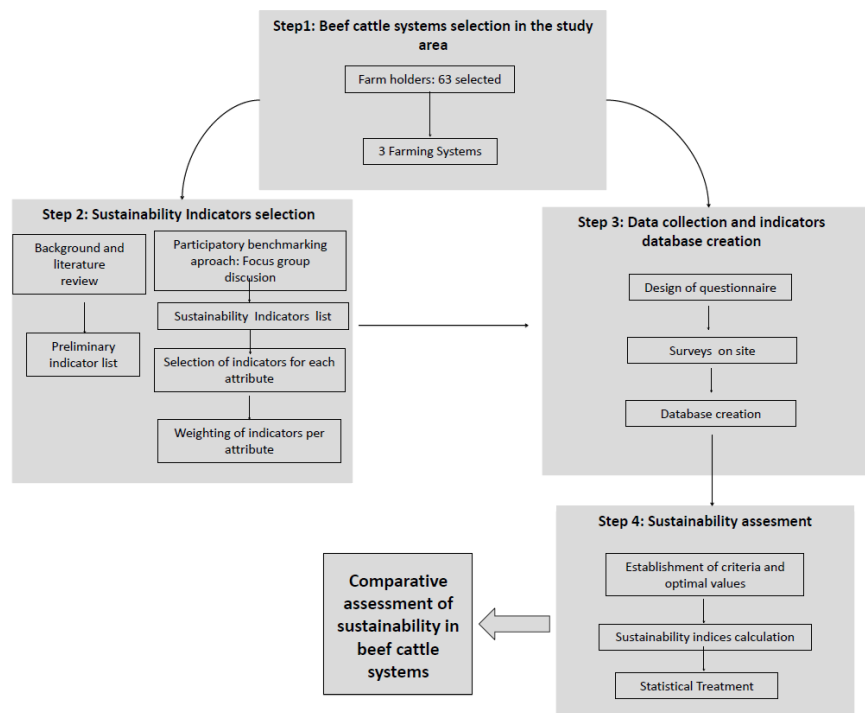 Step1: Beef cattle systems selection in the study
area
Farm holders: 63 selected
3 Farming Systems
Step 2: Sustainability Indicators selection
Background and
literature
review
Preliminary
indicator list
Participatory benchmarking
aproach: Focus group
discusion
Sustainability Indicators list
Selection of indicators for each
attribute
Weighting of indicators per
attribute
Step 3: Data collection and indicators
database creation
Design of questionnaire
Surveys on site
Database creation
Step 4: Sustainability assesment
Establishment of criteria and
optimal values
Sustainability indices calculation
Statistical Treatment
Comparative
assessment of
sustainability in
beef cattle
systems